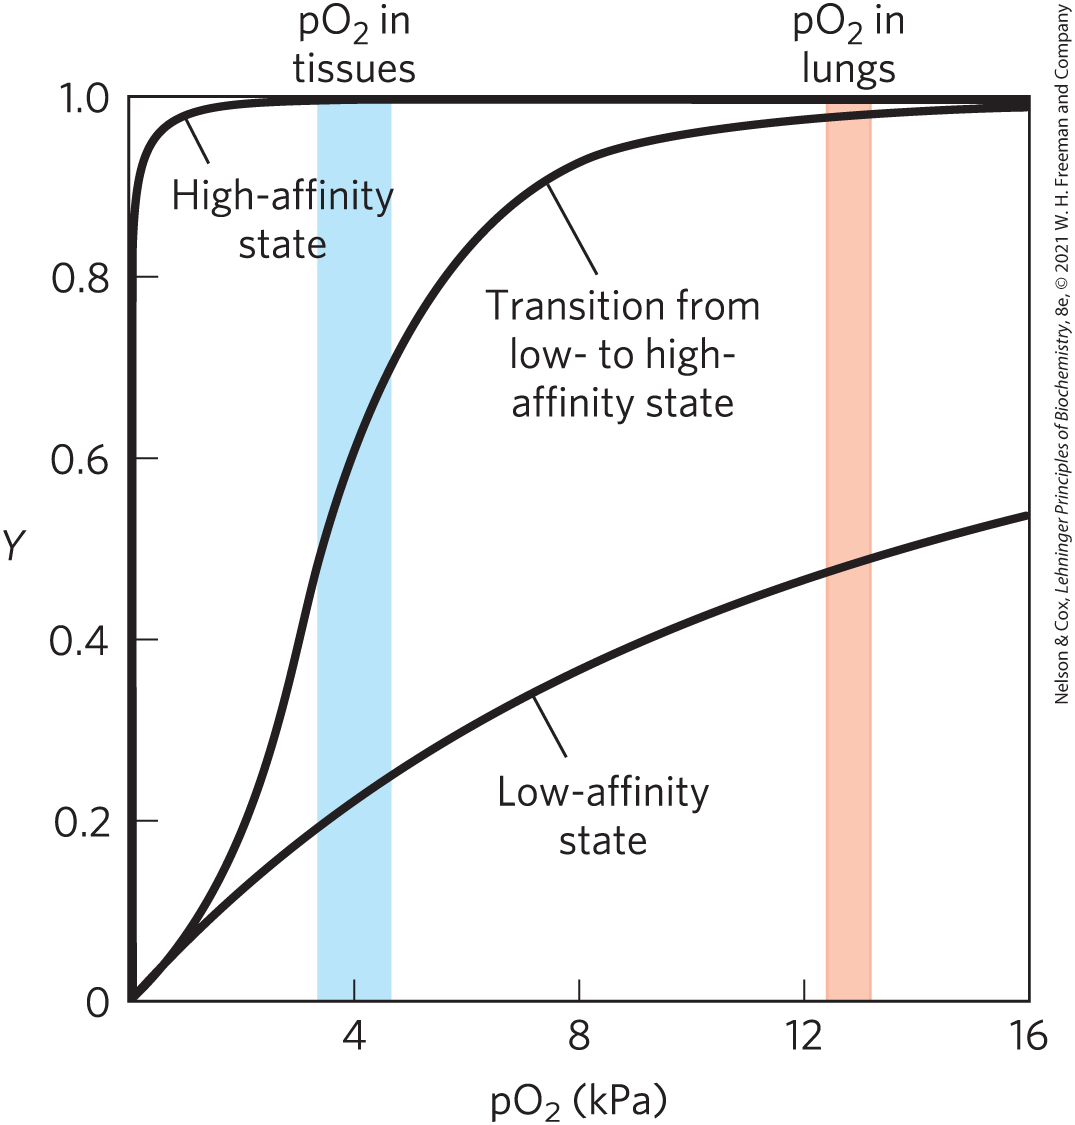 pO₂ in
tissues
pO₂ in
lungs
1.0
0.8
0.6
0.4
0.2
0
Y
High-affinity
state
Transition from
low- to high-
affinity state
Low-affinity
state
4
8
12
16
pO₂ (kPa)
Nelson & Cox, Lehninger Principles of Biochemistry, 8e, © 2021 W. H. Freeman and Company